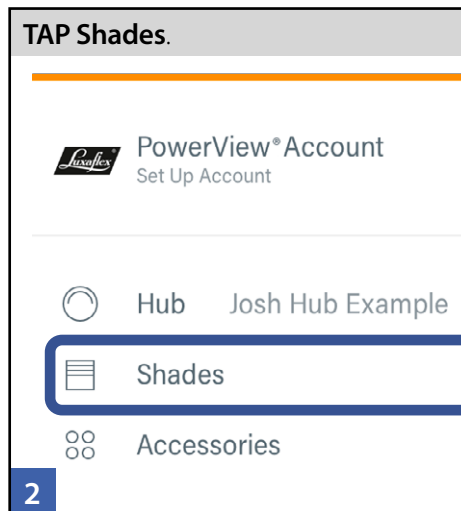 TAP Shades.
Luxaflex®
PowerView® Account
Set Up Account
Hub Josh Hub Example
Shades
Accessories
2